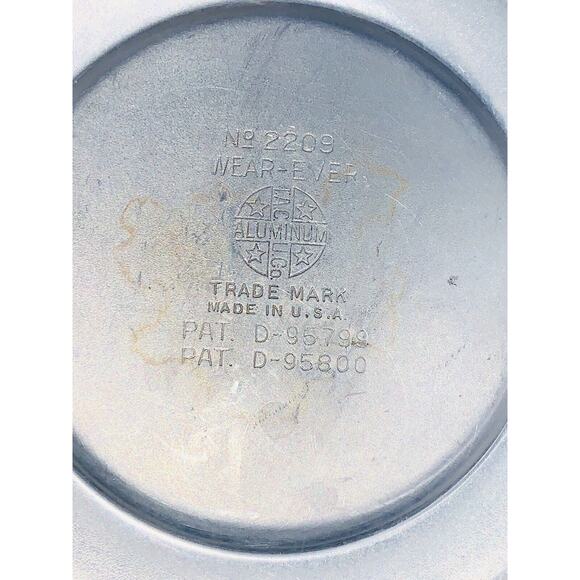 No 2209
WEAR-EVER
ALUMINUM
TRADE MARK
MADE IN U.S.A.
PAT. D-95799
PAT. D-95800